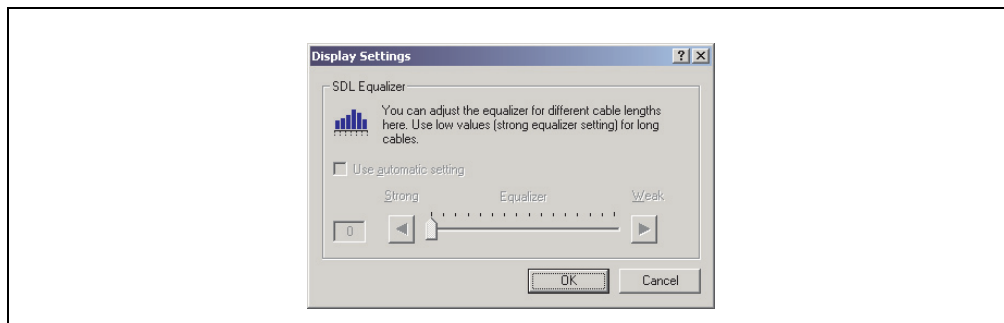 Display Settings
SDL Equalizer
You can adjust the equalizer for different cable lengths
here. Use low values (strong equalizer setting) for long
cables.
Use automatic setting
Strong Equalizer Weak
0
OK Cancel